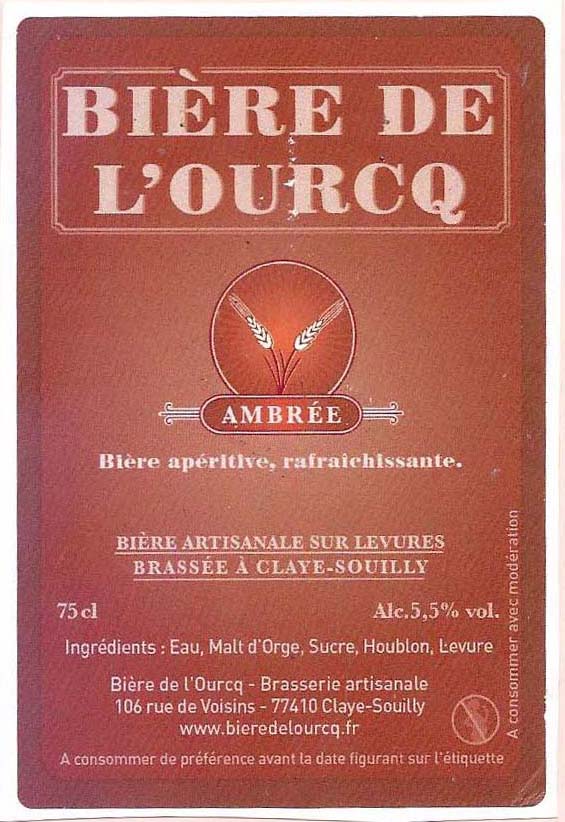 BIÈRE DE
L'OURCQ
AMBRÉE
Bière apéritive, rafraîchissante.
BIÈRE ARTISANALE SUR LEVURES
BRASSÉE À CLAYE-SOUILLY
75 cl
Alc.5,5% vol.
Ingrédients : Eau, Malt d'Orge, Sucre, Houblon, Levure
Bière de l'Ourcq - Brasserie artisanale
106 rue de Voisins - 77410 Claye-Souilly
www.bieredelourcq.fr
A consommer de préférence avant la date figurant sur l'étiquette
A consommer avec modération